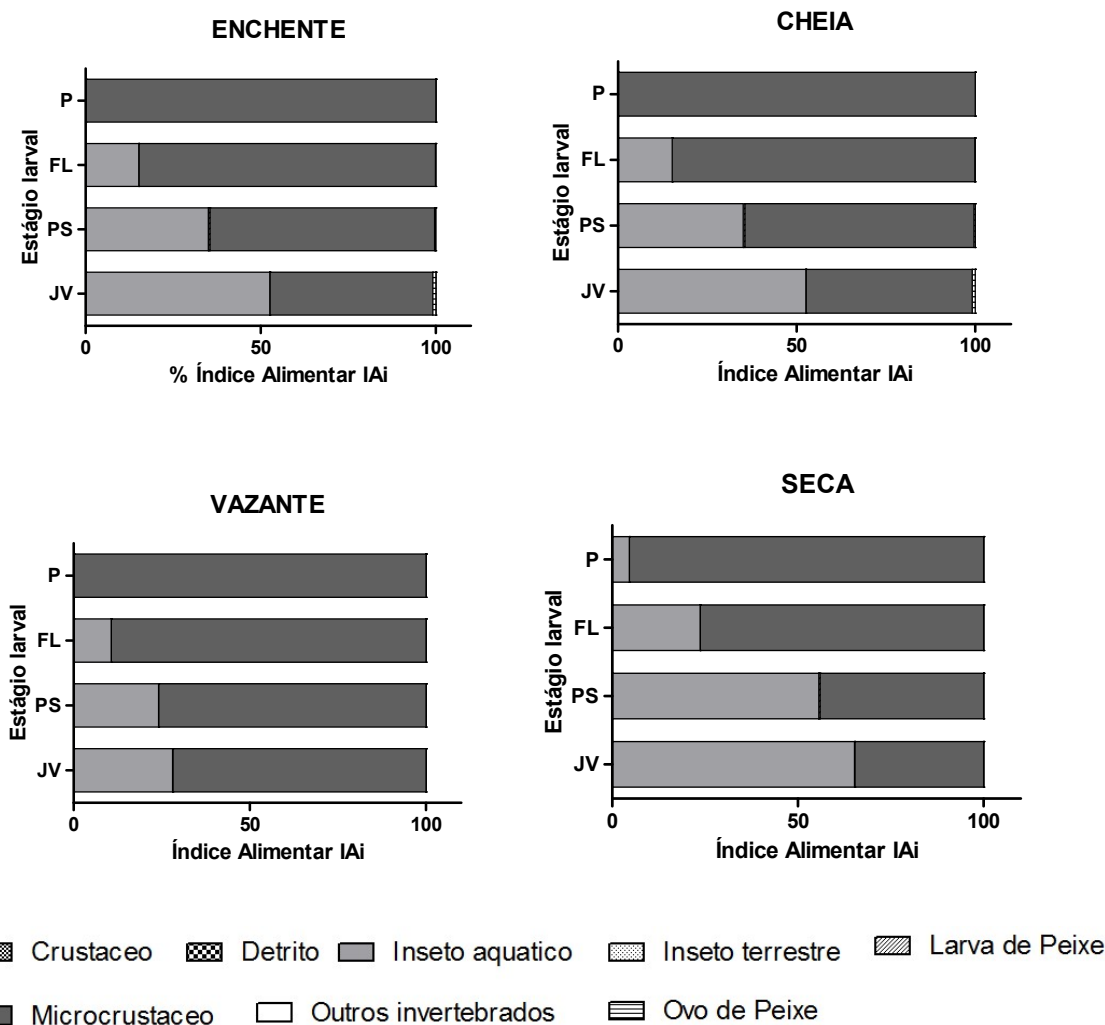 ENCHENTE
Estágio larval
P
FL
PS
JV
0 50 100
% Índice Alimentar IAi
CHEIA
Estágio larval
P
FL
PS
JV
0 50 100
Índice Alimentar IAi
VAZANTE
Estágio larval
P
FL
PS
JV
0 50 100
Índice Alimentar IAi
SECA
Estágio larval
P
FL
PS
JV
0 50 100
Índice Alimentar IAi
Crustaceo Detrito Inseto aquatico Inseto terrestre Larva de Peixe
Microcrustaceo Outros invertebrados Ovo de Peixe